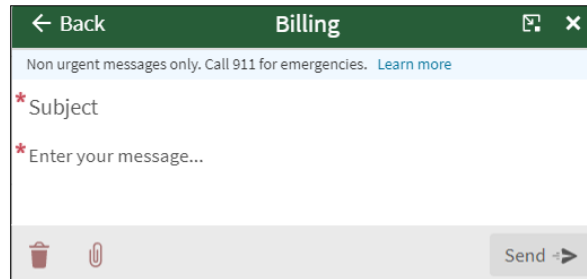 ← Back Billing ×
Non urgent messages only. Call 911 for emergencies. Learn more
*Subject
*Enter your message...
Send